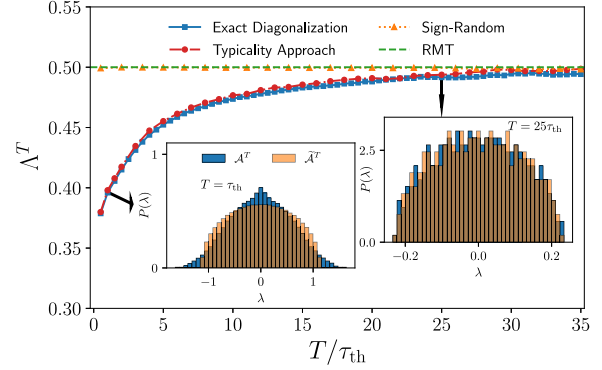 Exact Diagonalization
Typicality Approach
Sign-Random
RMT
Λ^T
0.50
0.45
0.40
0.35
0.30
0 5 10 15 20 25 30 35
T/τ_th
𝒜^T
𝒜̃^T
T = τ_th
P(λ)
1
0
−1 0 1
λ
T = 25τ_th
P(λ)
2.5
0.0
−0.2 0.0 0.2
λ